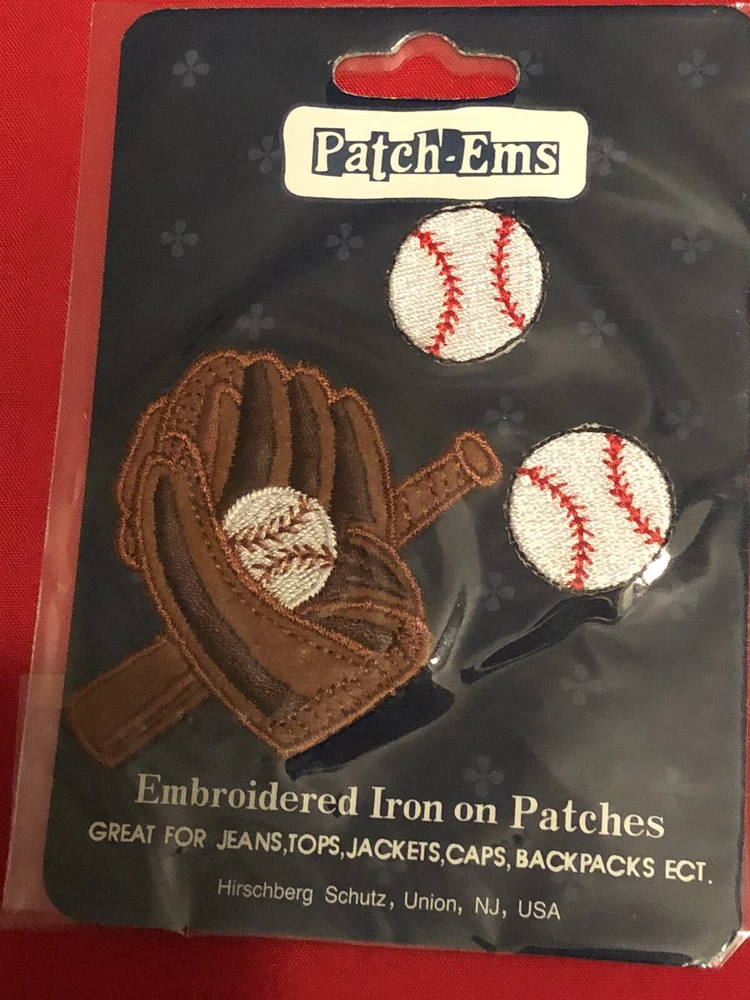 Patch-Ems
Embroidered Iron on Patches
GREAT FOR JEANS,TOPS,JACKETS,CAPS, BACKPACKS ECT.
Hirschberg Schutz, Union, NJ, USA